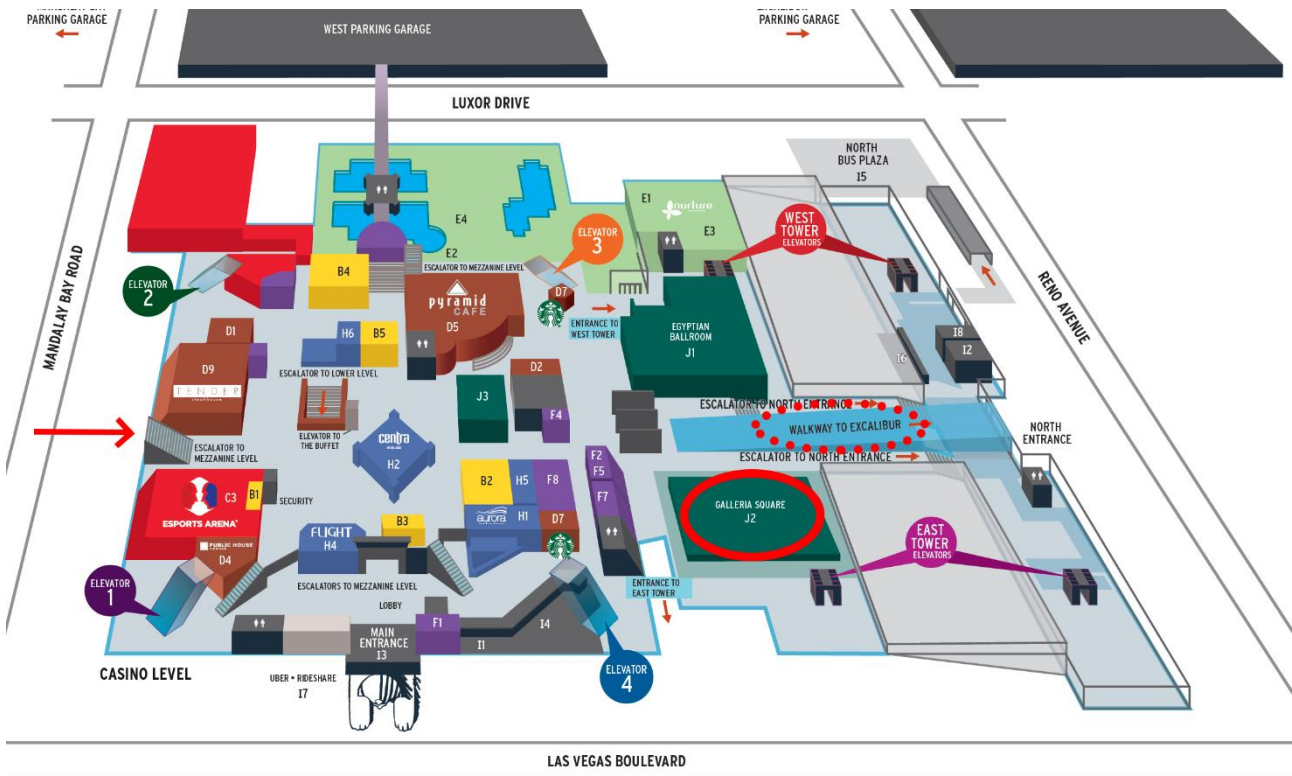 PARKING GARAGE
WEST PARKING GARAGE
PARKING GARAGE
LUXOR DRIVE
NORTH
BUS PLAZA
I5
E1
nurture
E3
WEST
TOWER
ELEVATORS
E4
E2
ELEVATOR
3
ELEVATOR
2
B4
ESCALATOR TO MEZZANINE LEVEL
pyramid
CAFE
D5
D7
ENTRANCE TO
WEST TOWER
EGYPTIAN
BALLROOM
J1
I6
I8
I2
RENO AVENUE
MANDALAY BAY ROAD
D1
H6
B5
D9
TENDER
ESCALATOR TO LOWER LEVEL
D2
J3
F4
ELEVATOR TO
THE BUFFET
centra
H2
ESCALATOR TO
MEZZANINE LEVEL
ESCALATOR TO NORTH ENTRANCE
WALKWAY TO EXCALIBUR
ESCALATOR TO NORTH ENTRANCE
NORTH
ENTRANCE
C3
B1
SECURITY
ESPORTS ARENA
B2
H5
F8
F2
F5
F7
GALLERIA SQUARE
J2
FLIGHT
H4
B3
aurora
H1
D7
PUBLIC HOUSE
D4
EAST
TOWER
ELEVATORS
ELEVATOR
1
ESCALATORS TO MEZZANINE LEVEL
ENTRANCE TO
EAST TOWER
LOBBY
F1
MAIN
ENTRANCE
I3
I1
I4
CASINO LEVEL
UBER • RIDESHARE
I7
ELEVATOR
4
LAS VEGAS BOULEVARD